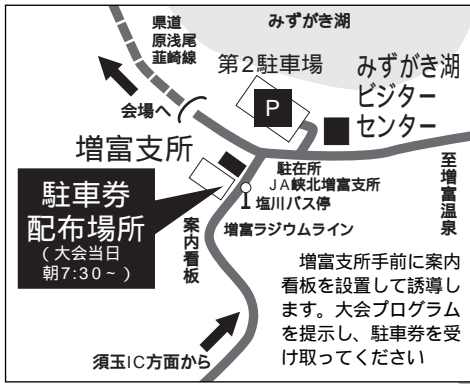 みずがき湖
県道
原浅尾
韮崎線
第2駐車場
みずがき湖
ビジター
センター
P
会場へ
増富支所
駐在所
JA峡北増富支所
塩川バス停
至増富温泉
駐車券
配布場所
(大会当日
朝7:30~)
案内看板
増富ラジウムライン
増富支所手前に案内
看板を設置して誘導し
ます。大会プログラム
を提示し、駐車券を受
け取ってください
須玉IC方面から